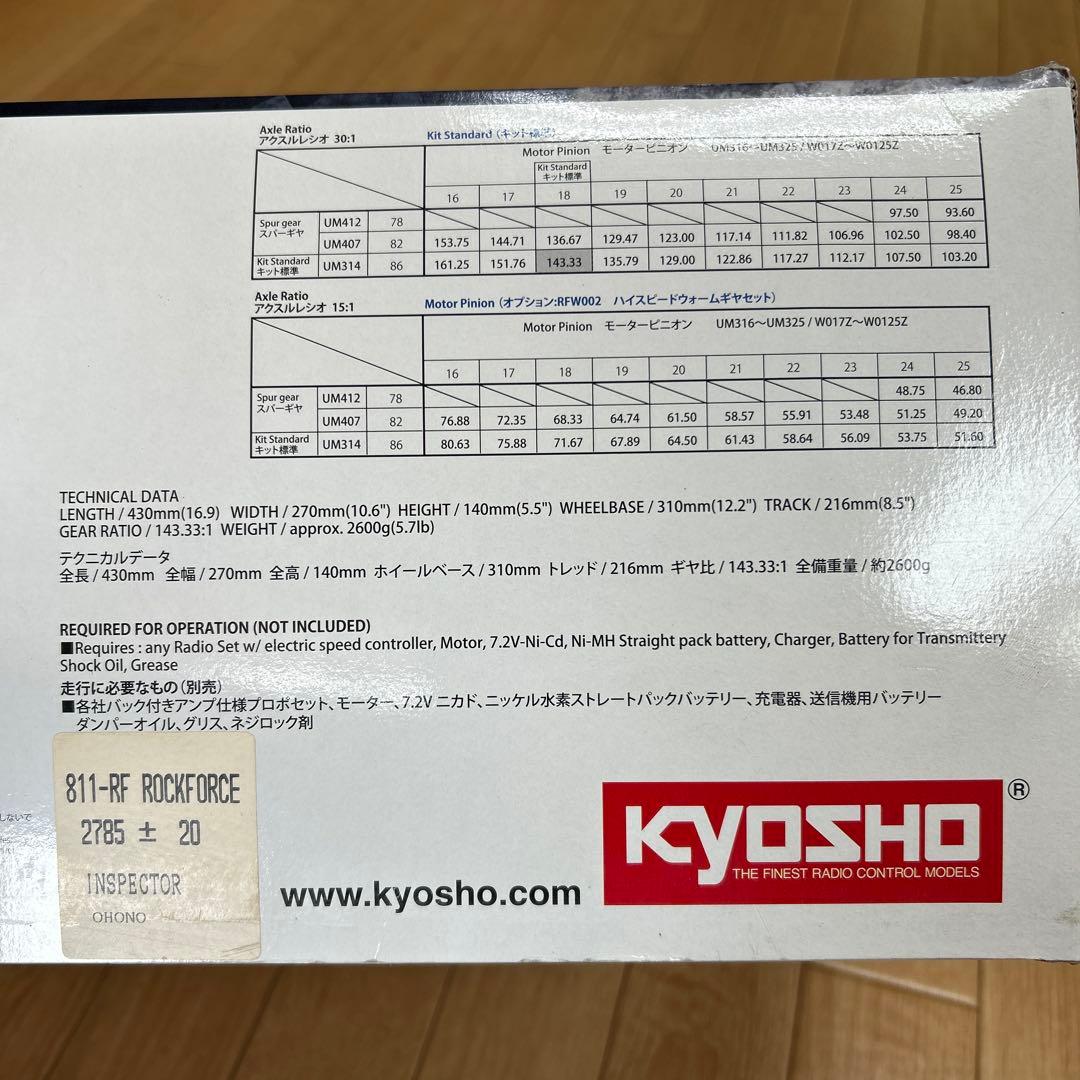 Axle Ratio
アクスルレシオ 30:1
Kit Standard (キット標準)
Motor Pinion モーターピニオン UM316～UM325 / W017Z～W0125Z
Kit Standard
キット標準
16 17 18 19 20 21 22 23 24 25
Spur gear
スパーギヤ
UM412 78 97.50 93.60
UM407 82 153.75 144.71 136.67 129.47 123.00 117.14 111.82 106.96 102.50 98.40
Kit Standard
キット標準
UM314 86 161.25 151.76 143.33 135.79 129.00 122.86 117.27 112.17 107.50 103.20
Axle Ratio
アクスルレシオ 15:1
Motor Pinion (オプション:RFW002 ハイスピードウォームギヤセット)
Motor Pinion モーターピニオン UM316～UM325 / W017Z～W0125Z
16 17 18 19 20 21 22 23 24 25
Spur gear
スパーギヤ
UM412 78 48.75 46.80
UM407 82 76.88 72.35 68.33 64.74 61.50 58.57 55.91 53.48 51.25 49.20
Kit Standard
キット標準
UM314 86 80.63 75.88 71.67 67.89 64.50 61.43 58.64 56.09 53.75 51.60
TECHNICAL DATA
LENGTH / 430mm(16.9) WIDTH / 270mm(10.6") HEIGHT / 140mm(5.5") WHEELBASE / 310mm(12.2") TRACK / 216mm(8.5")
GEAR RATIO / 143.33:1 WEIGHT / approx. 2600g(5.7lb)
テクニカルデータ
全長 / 430mm 全幅 / 270mm 全高 / 140mm ホイールベース / 310mm トレッド / 216mm ギヤ比 / 143.33:1 全備重量 / 約2600g
REQUIRED FOR OPERATION (NOT INCLUDED)
■Requires : any Radio Set w/ electric speed controller, Motor, 7.2V-Ni-Cd, Ni-MH Straight pack battery, Charger, Battery for Transmittery
Shock Oil, Grease
走行に必要なもの(別売)
■各社バック付きアンプ仕様プロポセット、モーター、7.2V ニカド、ニッケル水素ストレートパックバッテリー、充電器、送信機用バッテリー
ダンパーオイル、グリス、ネジロック剤
しないで
811-RF ROCKFORCE
2785 ± 20
INSPECTOR
OHONO
www.kyosho.com
KYOSHO
®
THE FINEST RADIO CONTROL MODELS